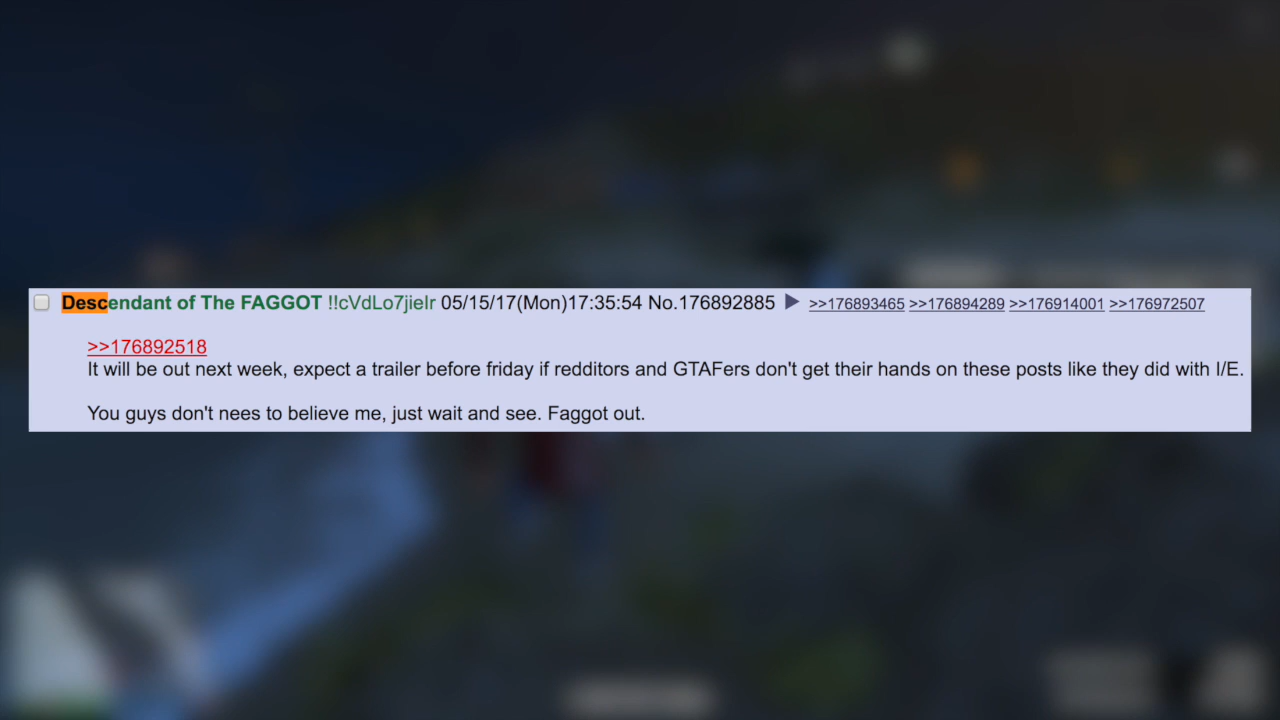 Descendant of The FAGGOT !!cVdLo7jieIr 05/15/17(Mon)17:35:54 No.176892885 ▶ >>176893465 >>176894289 >>176914001 >>176972507
>>176892518
It will be out next week, expect a trailer before friday if redditors and GTAFers don't get their hands on these posts like they did with I/E.
You guys don't nees to believe me, just wait and see. Faggot out.